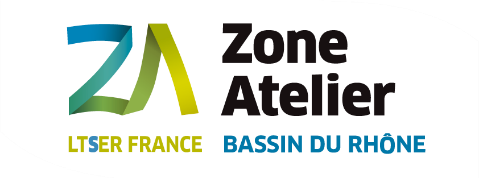 ZA
Zone
Atelier
LTSER FRANCE
BASSIN DU RHÔNE